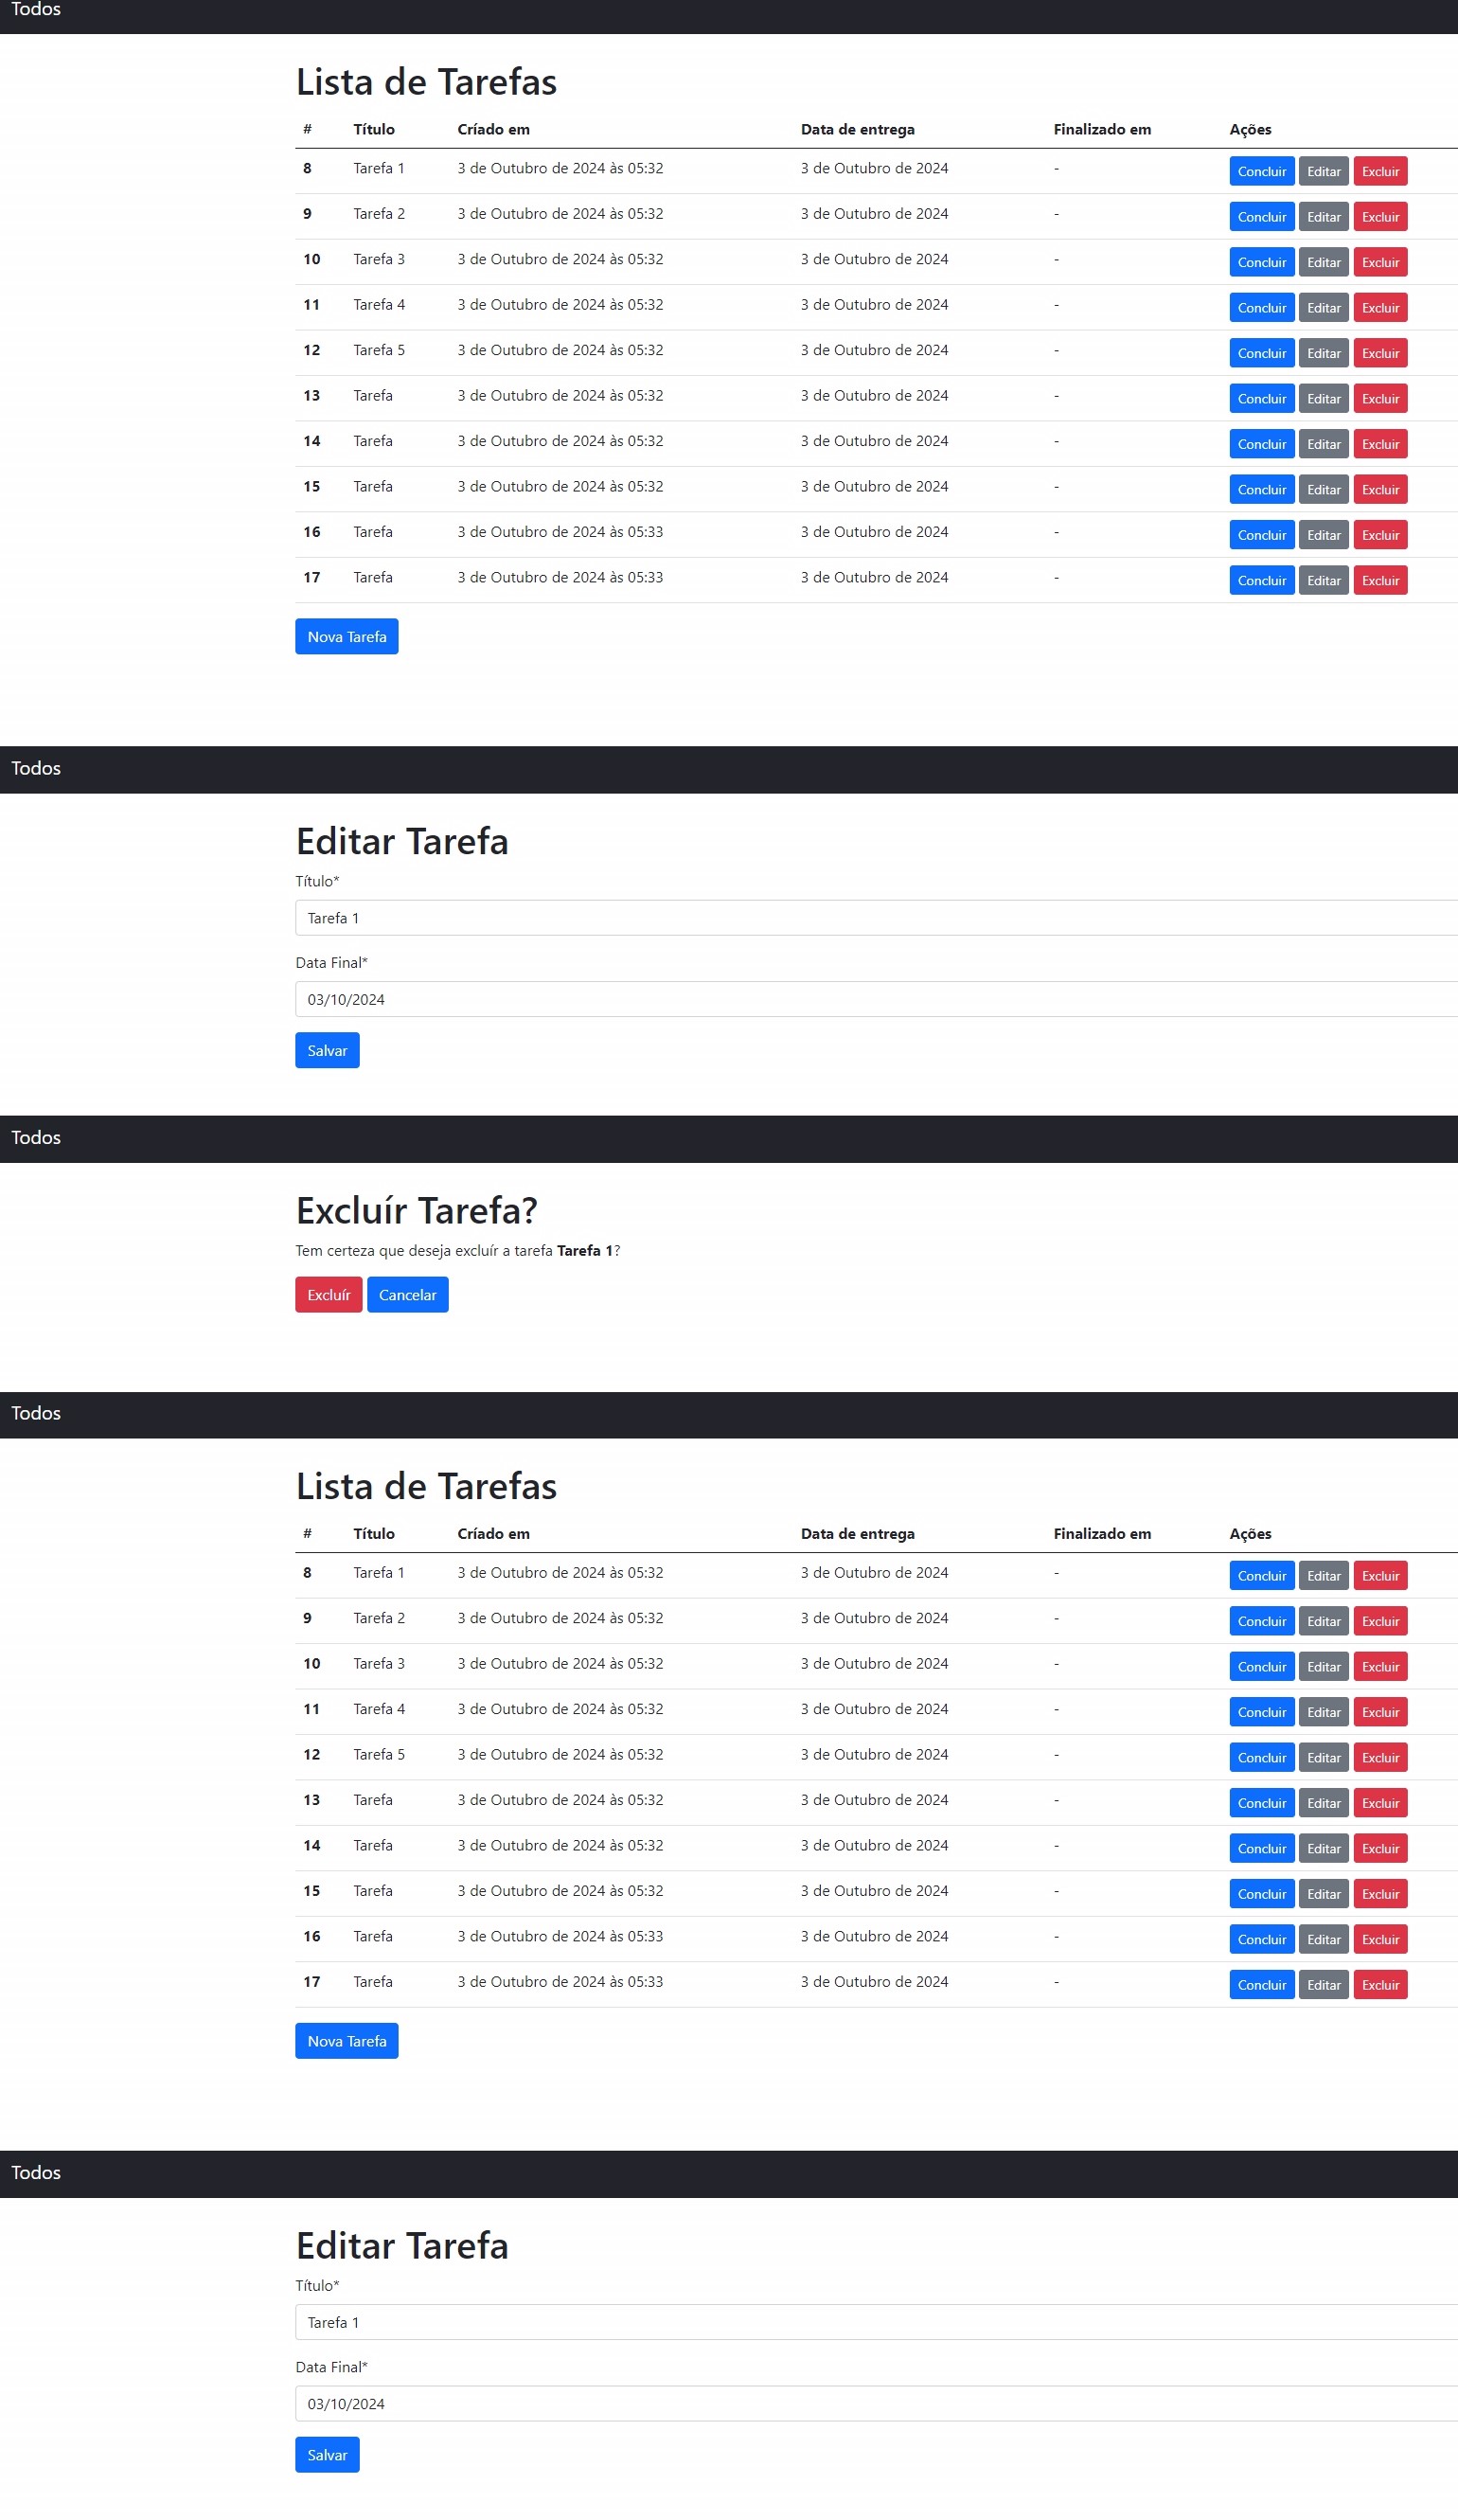 Todos
Lista de Tarefas
# Título Críado em Data de entrega Finalizado em Ações
8 Tarefa 1 3 de Outubro de 2024 às 05:32 3 de Outubro de 2024 - Concluir Editar Excluir
9 Tarefa 2 3 de Outubro de 2024 às 05:32 3 de Outubro de 2024 - Concluir Editar Excluir
10 Tarefa 3 3 de Outubro de 2024 às 05:32 3 de Outubro de 2024 - Concluir Editar Excluir
11 Tarefa 4 3 de Outubro de 2024 às 05:32 3 de Outubro de 2024 - Concluir Editar Excluir
12 Tarefa 5 3 de Outubro de 2024 às 05:32 3 de Outubro de 2024 - Concluir Editar Excluir
13 Tarefa 3 de Outubro de 2024 às 05:32 3 de Outubro de 2024 - Concluir Editar Excluir
14 Tarefa 3 de Outubro de 2024 às 05:32 3 de Outubro de 2024 - Concluir Editar Excluir
15 Tarefa 3 de Outubro de 2024 às 05:32 3 de Outubro de 2024 - Concluir Editar Excluir
16 Tarefa 3 de Outubro de 2024 às 05:33 3 de Outubro de 2024 - Concluir Editar Excluir
17 Tarefa 3 de Outubro de 2024 às 05:33 3 de Outubro de 2024 - Concluir Editar Excluir
Nova Tarefa
Todos
Editar Tarefa
Título*
Tarefa 1
Data Final*
03/10/2024
Salvar
Todos
Excluír Tarefa?
Tem certeza que deseja excluír a tarefa Tarefa 1?
Excluír Cancelar
Todos
Lista de Tarefas
# Título Críado em Data de entrega Finalizado em Ações
8 Tarefa 1 3 de Outubro de 2024 às 05:32 3 de Outubro de 2024 - Concluir Editar Excluir
9 Tarefa 2 3 de Outubro de 2024 às 05:32 3 de Outubro de 2024 - Concluir Editar Excluir
10 Tarefa 3 3 de Outubro de 2024 às 05:32 3 de Outubro de 2024 - Concluir Editar Excluir
11 Tarefa 4 3 de Outubro de 2024 às 05:32 3 de Outubro de 2024 - Concluir Editar Excluir
12 Tarefa 5 3 de Outubro de 2024 às 05:32 3 de Outubro de 2024 - Concluir Editar Excluir
13 Tarefa 3 de Outubro de 2024 às 05:32 3 de Outubro de 2024 - Concluir Editar Excluir
14 Tarefa 3 de Outubro de 2024 às 05:32 3 de Outubro de 2024 - Concluir Editar Excluir
15 Tarefa 3 de Outubro de 2024 às 05:32 3 de Outubro de 2024 - Concluir Editar Excluir
16 Tarefa 3 de Outubro de 2024 às 05:33 3 de Outubro de 2024 - Concluir Editar Excluir
17 Tarefa 3 de Outubro de 2024 às 05:33 3 de Outubro de 2024 - Concluir Editar Excluir
Nova Tarefa
Todos
Editar Tarefa
Título*
Tarefa 1
Data Final*
03/10/2024
Salvar